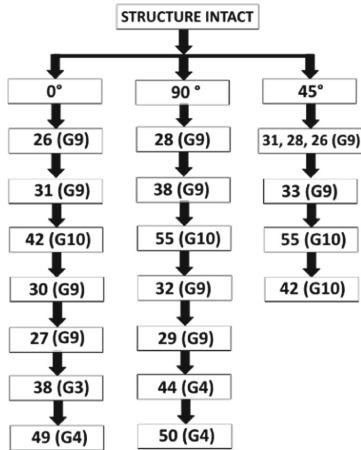 STRUCTURE INTACT
0° 90 ° 45°
26 (G9) 28 (G9) 31, 28, 26 (G9)
31 (G9) 38 (G9) 33 (G9)
42 (G10) 55 (G10) 55 (G10)
30 (G9) 32 (G9) 42 (G10)
27 (G9) 29 (G9)
38 (G3) 44 (G4)
49 (G4) 50 (G4)